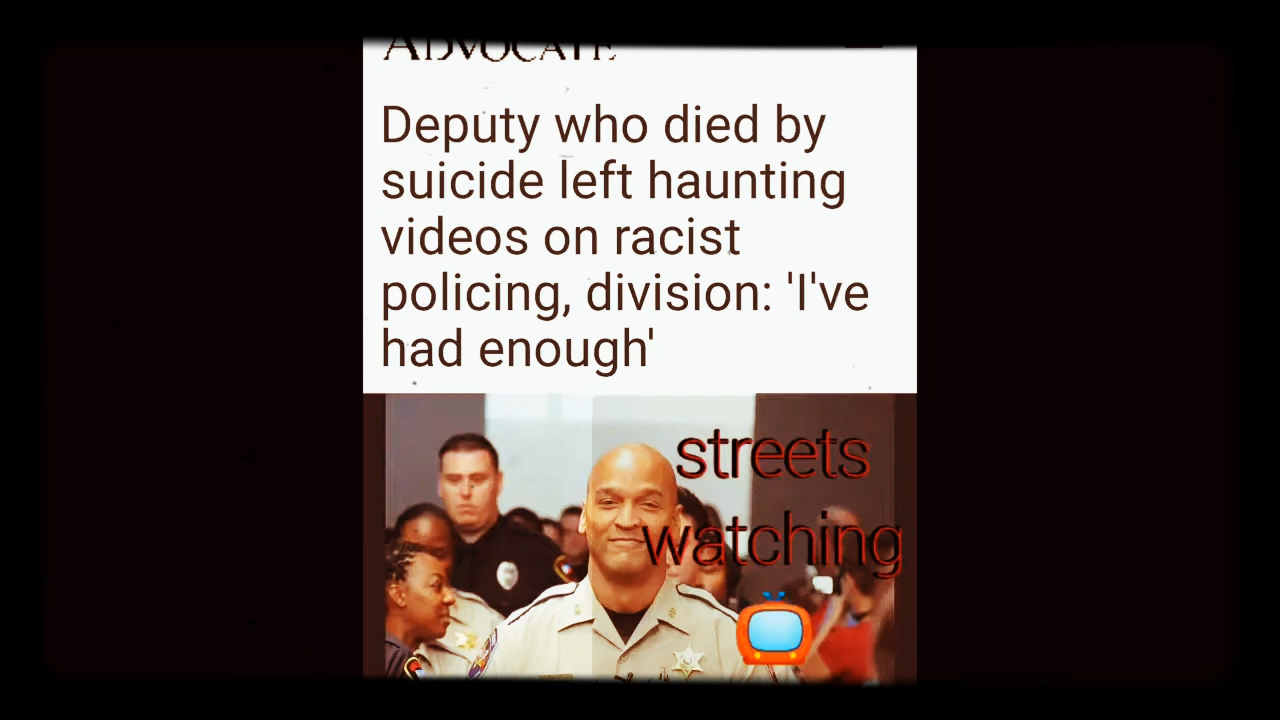 ADVOCATE
Deputy who died by
suicide left haunting
videos on racist
policing, division: 'I've
had enough'
streets
watching